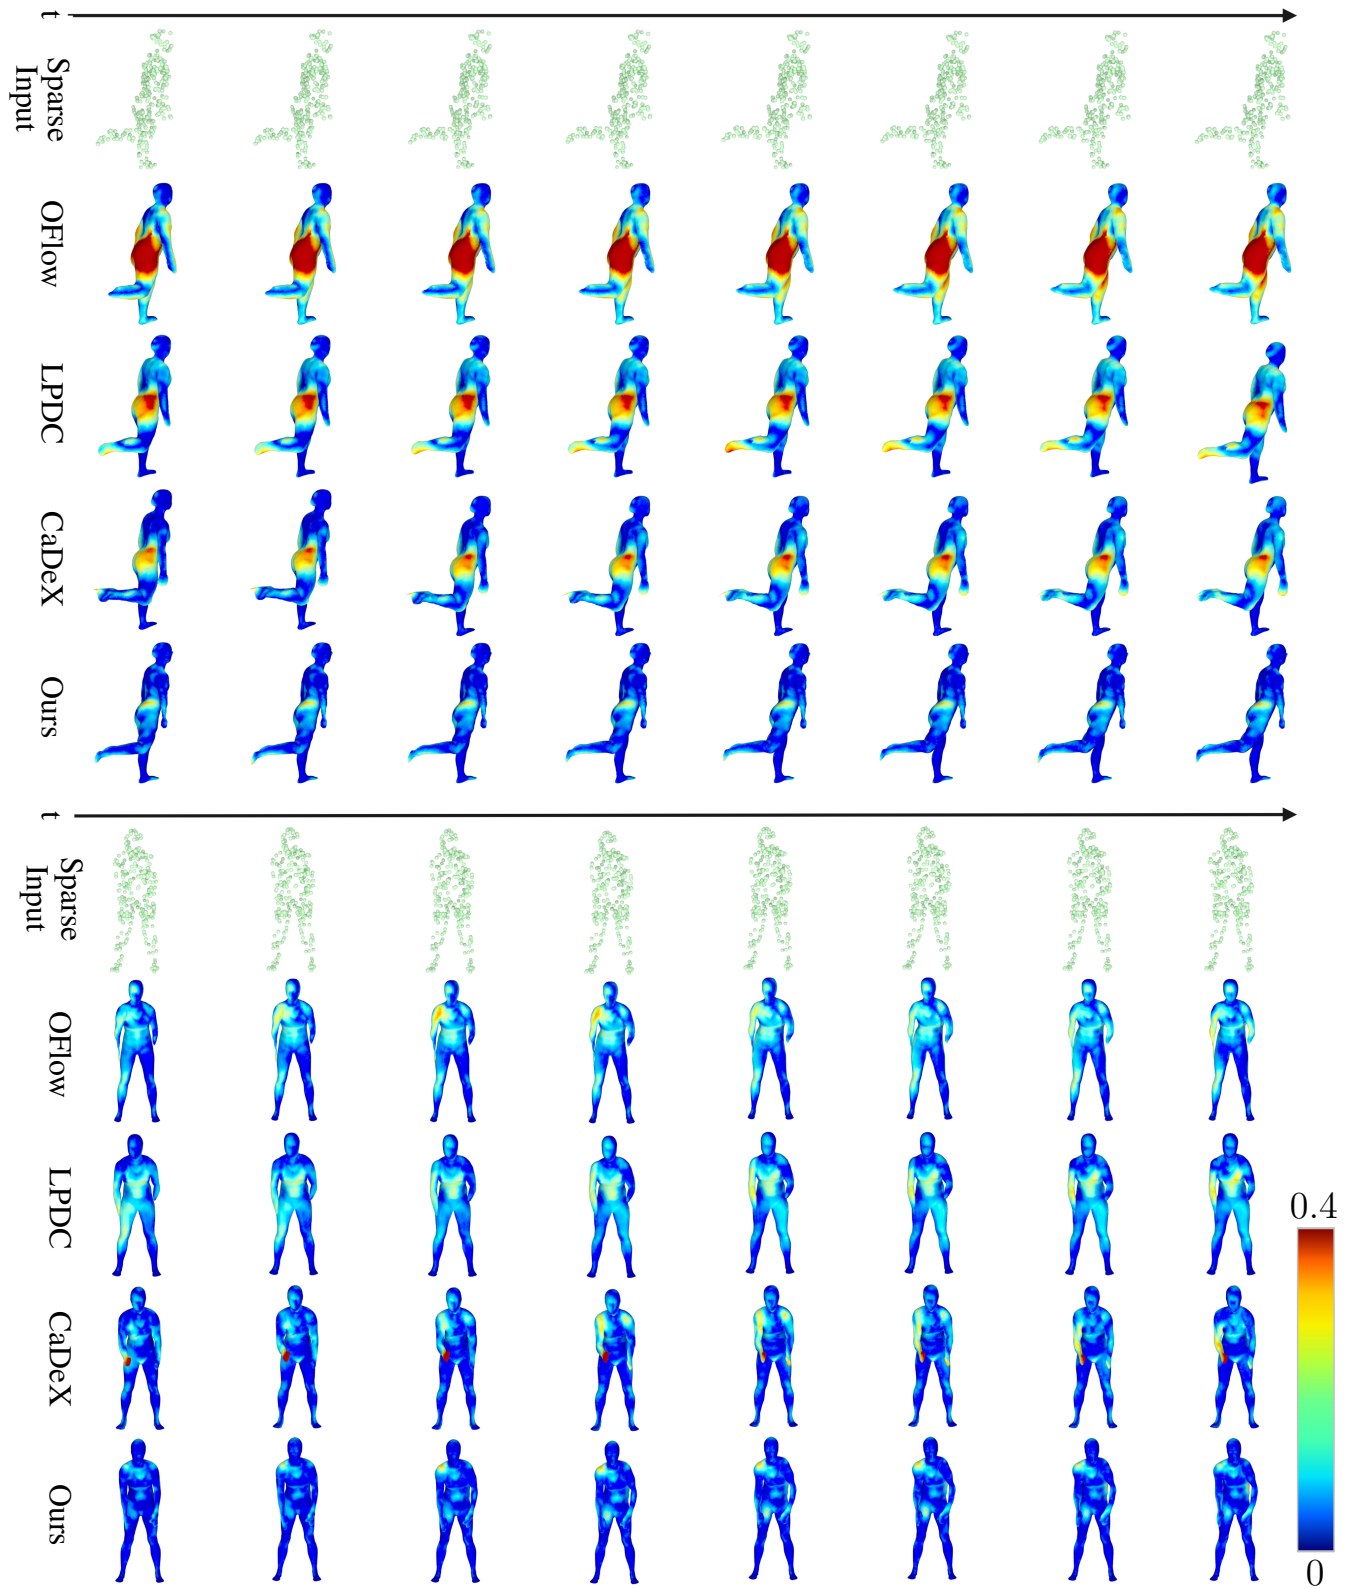 t
Sparse
Input
OFlow
LPDC
CaDeX
Ours
t
Sparse
Input
OFlow
LPDC
CaDeX
Ours
0.4
0